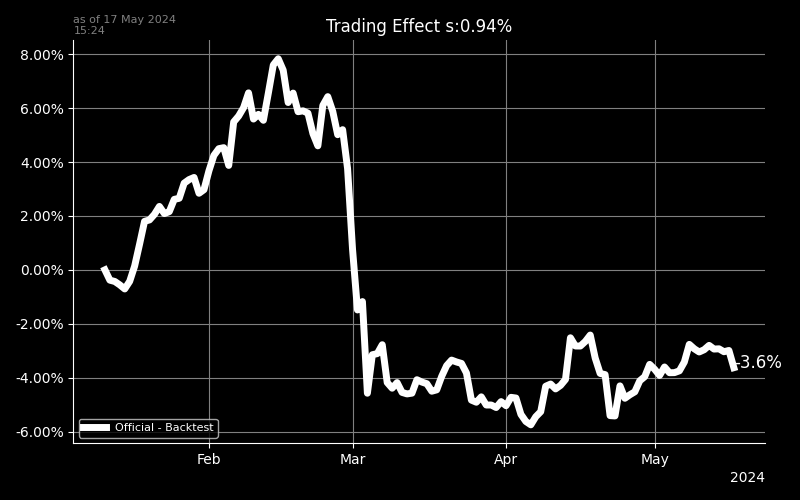 as of 17 May 2024
15:24
Trading Effect s:0.94%
8.00%
6.00%
4.00%
2.00%
0.00%
-2.00%
-4.00%
-6.00%
-3.6%
Official - Backtest
Feb Mar Apr May
2024